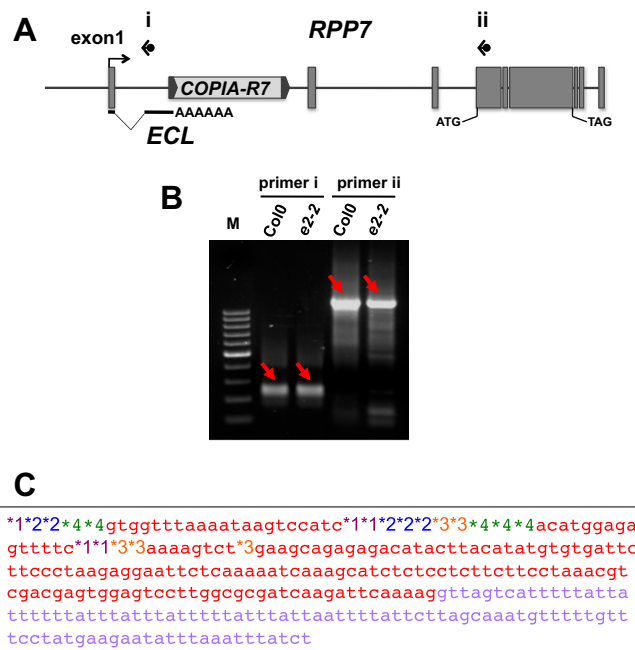 A
RPP7
i
ii
exon1
COPIA-R7
AAAAAA
ECL
ATG
TAG
B
primer i primer ii
M Col0 e2-2 Col0 e2-2
C
*1*2*2*4*4gtggtttaaaataagtccatc*1*1*2*2*2*3*3*4*4*4acatggaga
gttttc*1*1*3*3aaaagtct*3gaagcagagagacatacttacatatgtgtgattc
ttccctaagaggaattctcaaaaatcaaagcatctctcctcttcttcctaaacgt
cgacgagtggagtccttggcgcgatcaagattcaaaaggttagtcatttttatta
ttttttatttatttttatttattaattttattcttagcaaatgtttttgttt
tcctatgaagaatatttaaatttatct